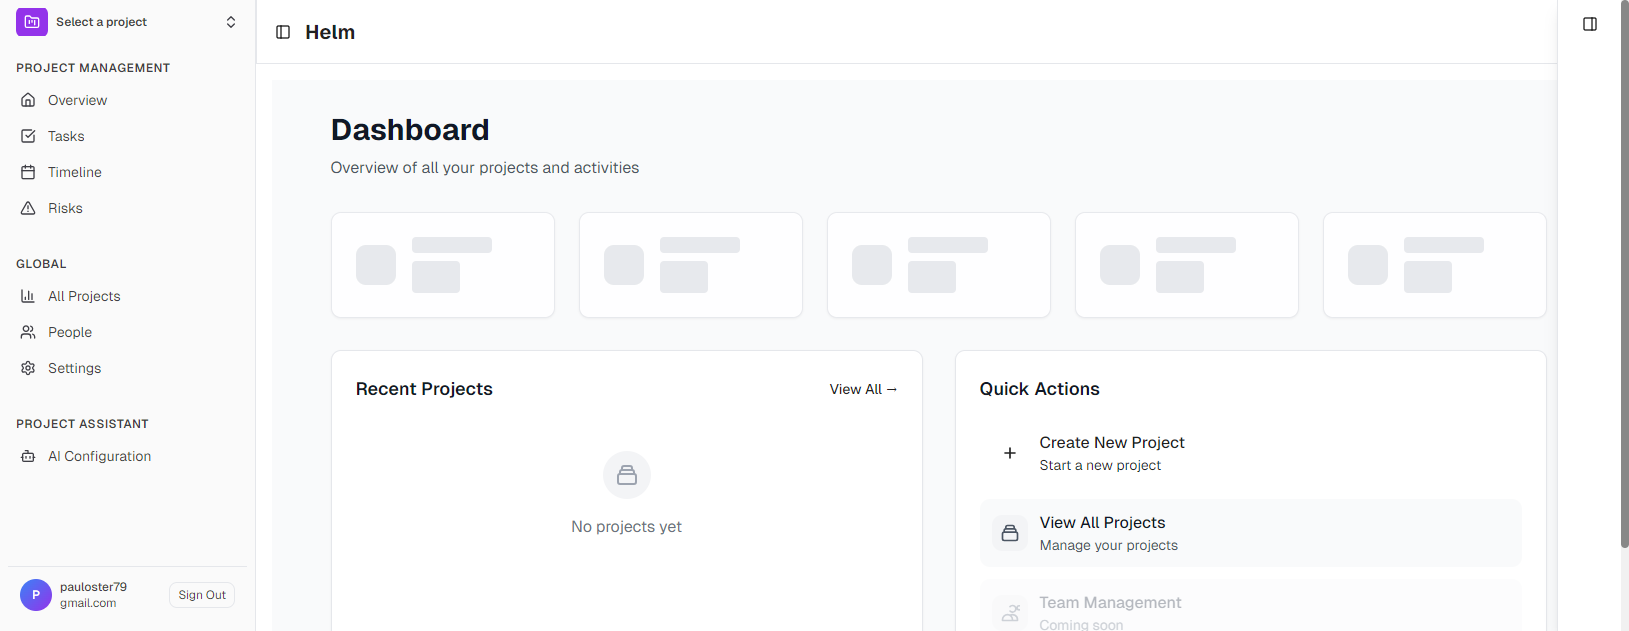 Select a project
PROJECT MANAGEMENT
Overview
Tasks
Timeline
Risks
GLOBAL
All Projects
People
Settings
PROJECT ASSISTANT
AI Configuration
P
pauloster79
gmail.com
Sign Out
Helm
Dashboard
Overview of all your projects and activities
Recent Projects
View All →
No projects yet
Quick Actions
Create New Project
Start a new project
View All Projects
Manage your projects
Team Management
Coming soon